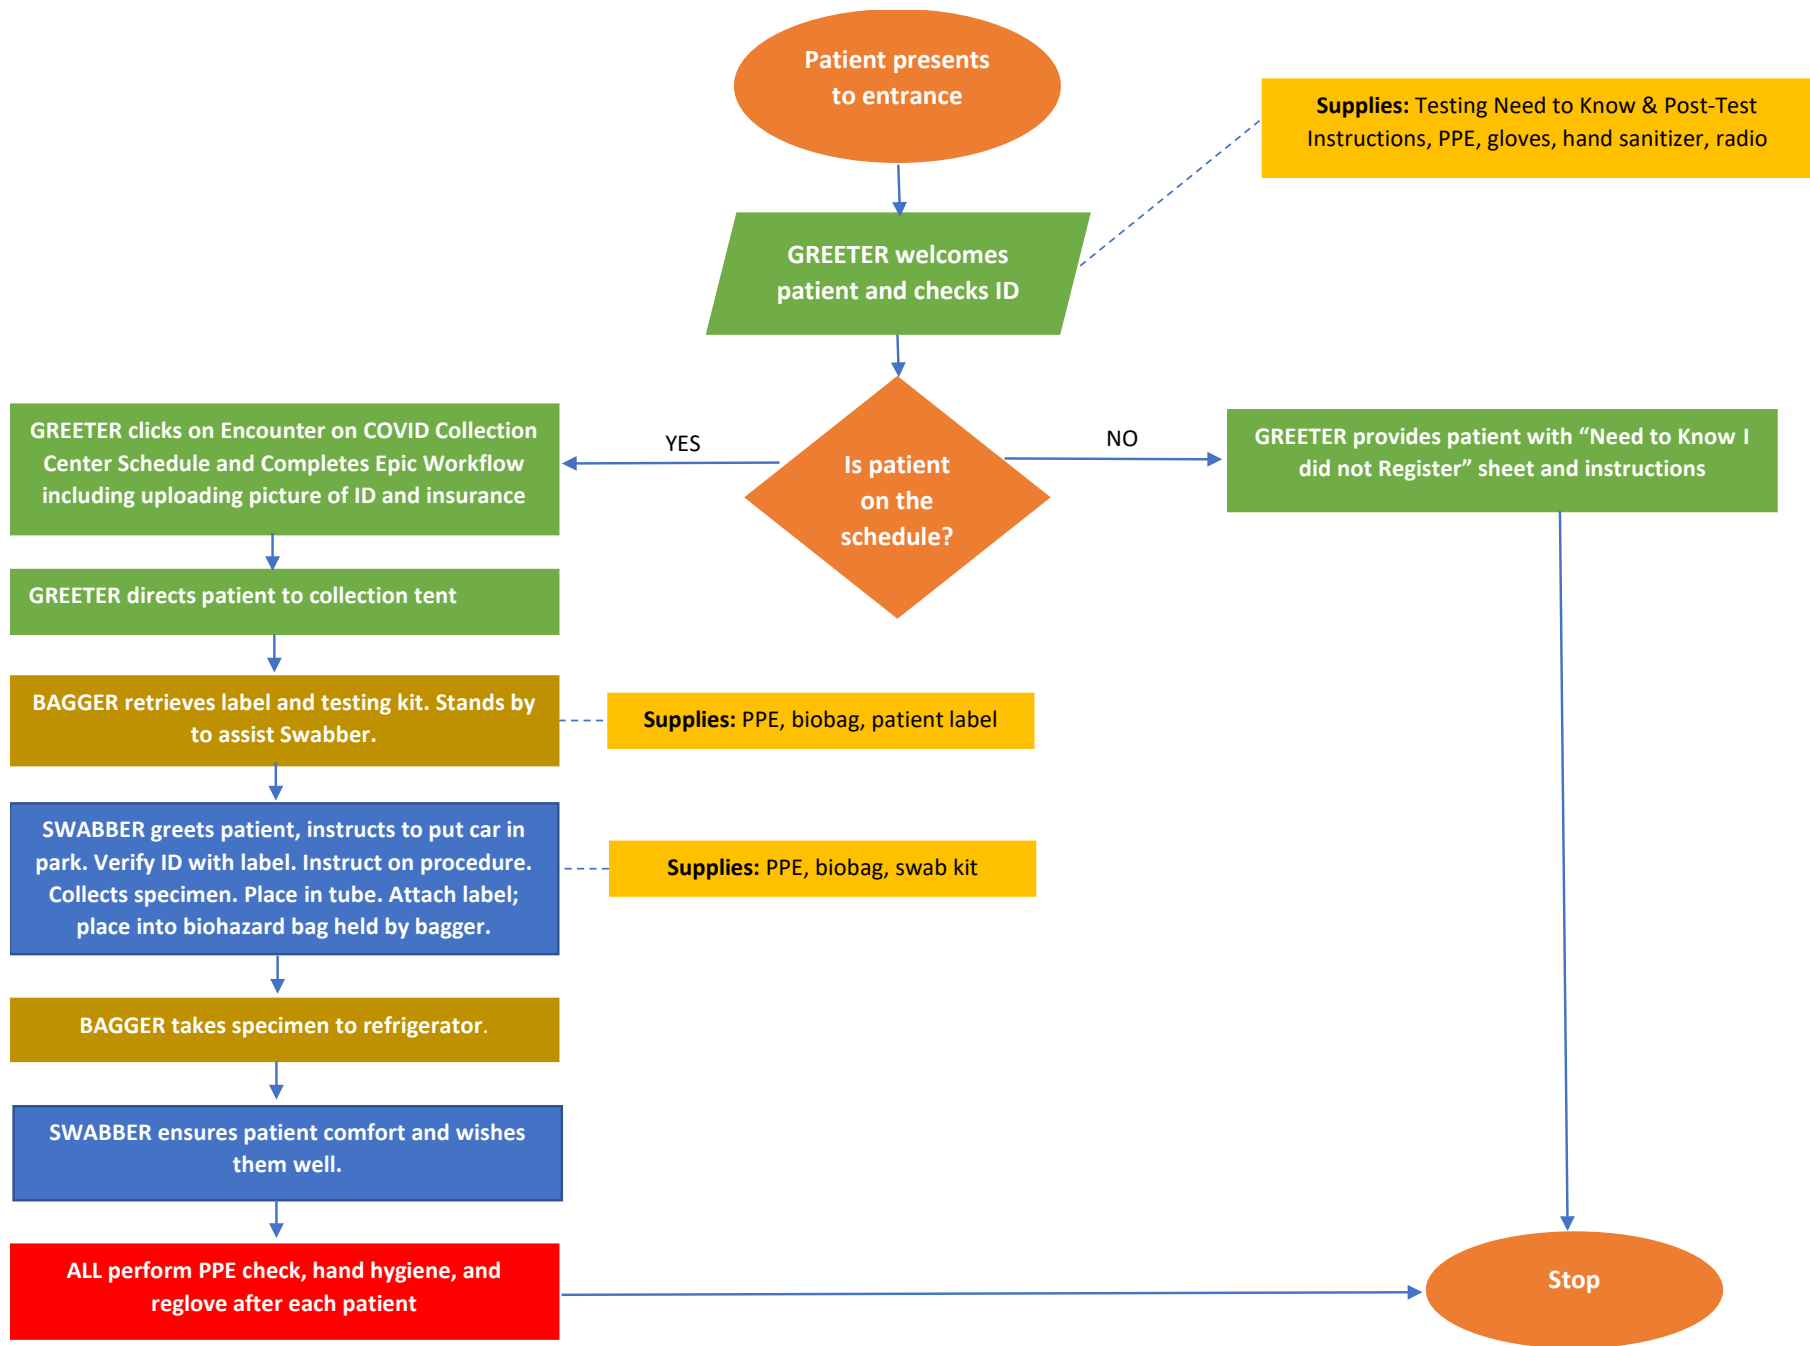 Patient presents
to entrance
Supplies: Testing Need to Know & Post-Test
Instructions, PPE, gloves, hand sanitizer, radio
GREETER welcomes
patient and checks ID
Is patient
on the
schedule?
YES
NO
GREETER clicks on Encounter on COVID Collection
Center Schedule and Completes Epic Workflow
including uploading picture of ID and insurance
GREETER provides patient with “Need to Know I
did not Register” sheet and instructions
GREETER directs patient to collection tent
BAGGER retrieves label and testing kit. Stands by
to assist Swabber.
Supplies: PPE, biobag, patient label
SWABBER greets patient, instructs to put car in
park. Verify ID with label. Instruct on procedure.
Collects specimen. Place in tube. Attach label;
place into biohazard bag held by bagger.
Supplies: PPE, biobag, swab kit
BAGGER takes specimen to refrigerator.
SWABBER ensures patient comfort and wishes
them well.
ALL perform PPE check, hand hygiene, and
reglove after each patient
Stop